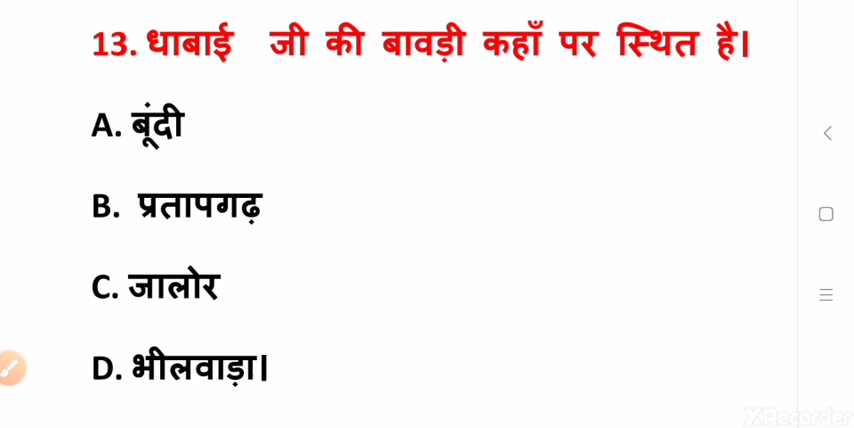 13. धाबाई जी की बावड़ी कहाँ पर स्थित है।
A. बूंदी
B. प्रतापगढ़
C. जालोर
D. भीलवाड़ा।
XRecorder